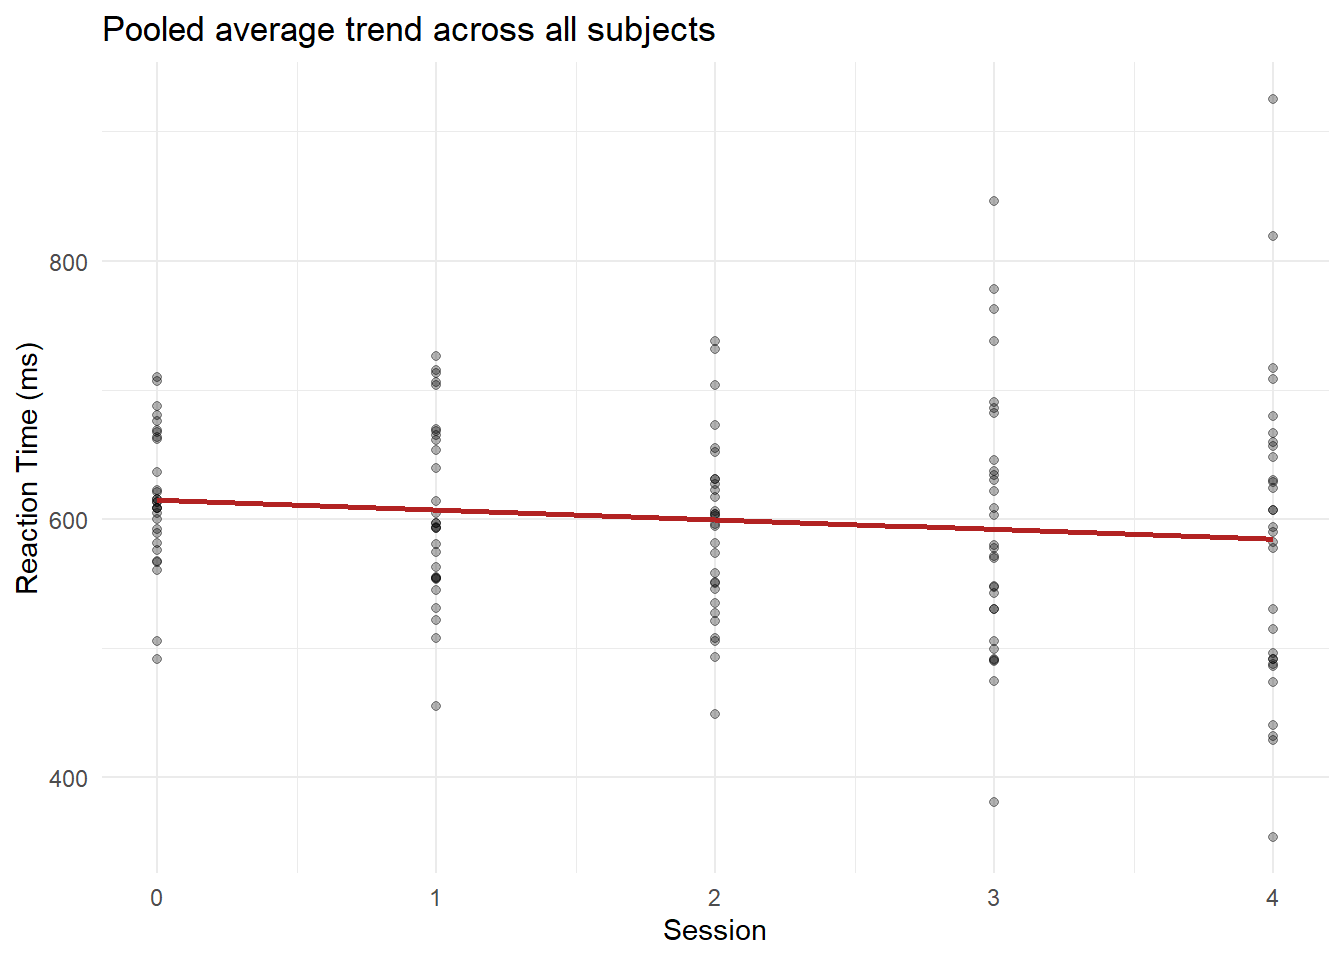 Pooled average trend across all subjects
Reaction Time (ms)
800
600
400
0 1 2 3 4
Session